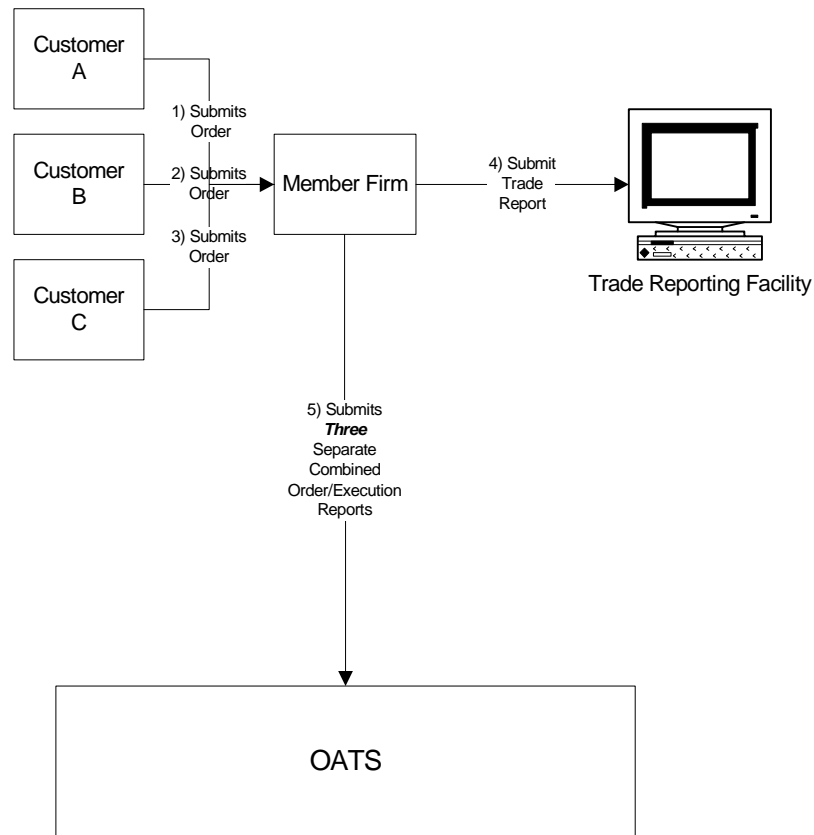 Customer
A
1) Submits
Order
Customer
B
2) Submits
Order
Member Firm
4) Submit
Trade
Report
3) Submits
Order
Customer
C
Trade Reporting Facility
5) Submits
Three
Separate
Combined
Order/Execution
Reports
OATS